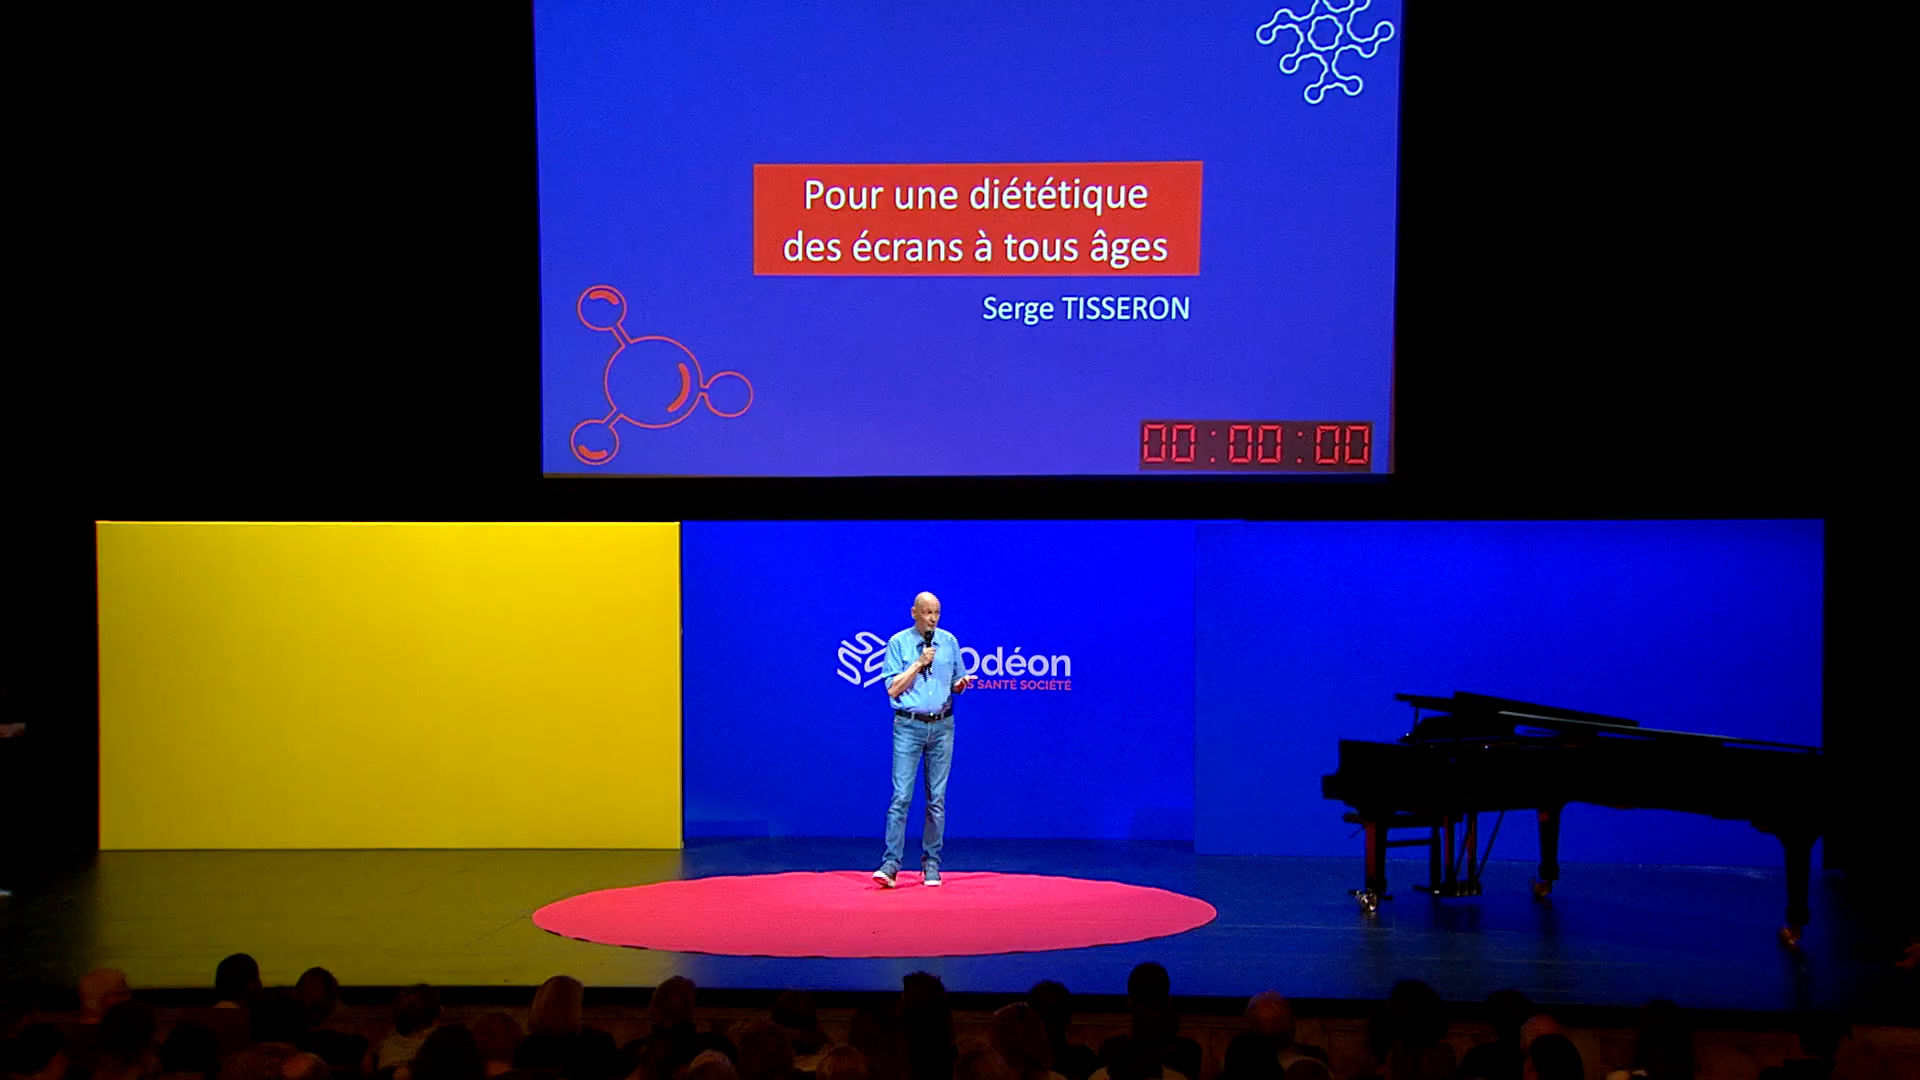 Pour une diététique
des écrans à tous âges
Serge TISSERON
00:00:00
Odéon
S SANTÉ SOCIÉTÉ